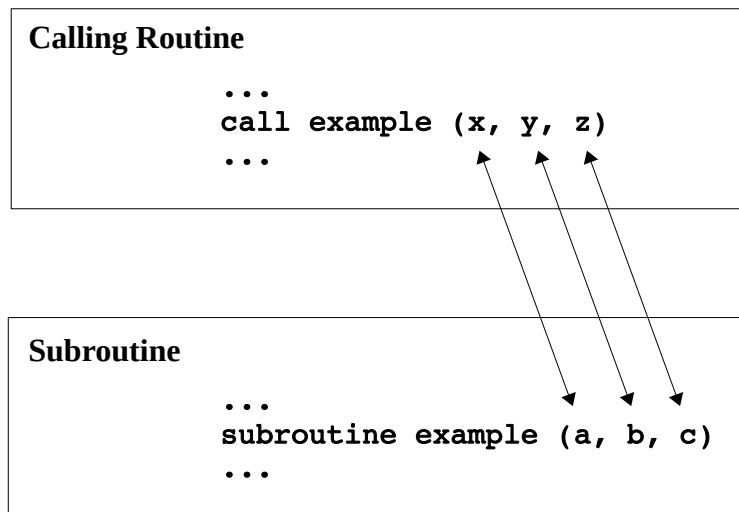 Calling Routine
...
call example (x, y, z)
...
Subroutine
...
subroutine example (a, b, c)
...